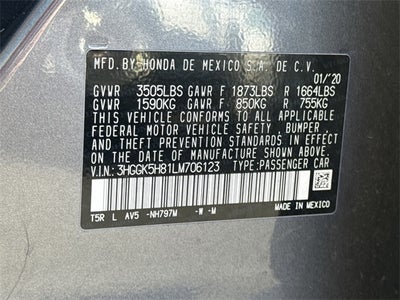 MFD.BY HONDA DE MEXICO S.A. DE C.V.
01/'20
GVWR 3505LBS GAWR F 1873LBS R 1664LBS
GVWR 1590KG GAWR F 850KG R 755KG
THIS VEHICLE CONFORMS TO ALL APPLICABLE
FEDERAL MOTOR VEHICLE SAFETY, BUMPER,
AND THEFT PREVENTION STANDARDS IN EFFECT
ON THE DATE OF MANUFACTURE SHOWN ABOVE.
V.I.N.: 3HGGK5H81LM706123 TYPE:PASSENGER CAR
T5R L AV5 -NH797M -W -M
MADE IN MEXICO